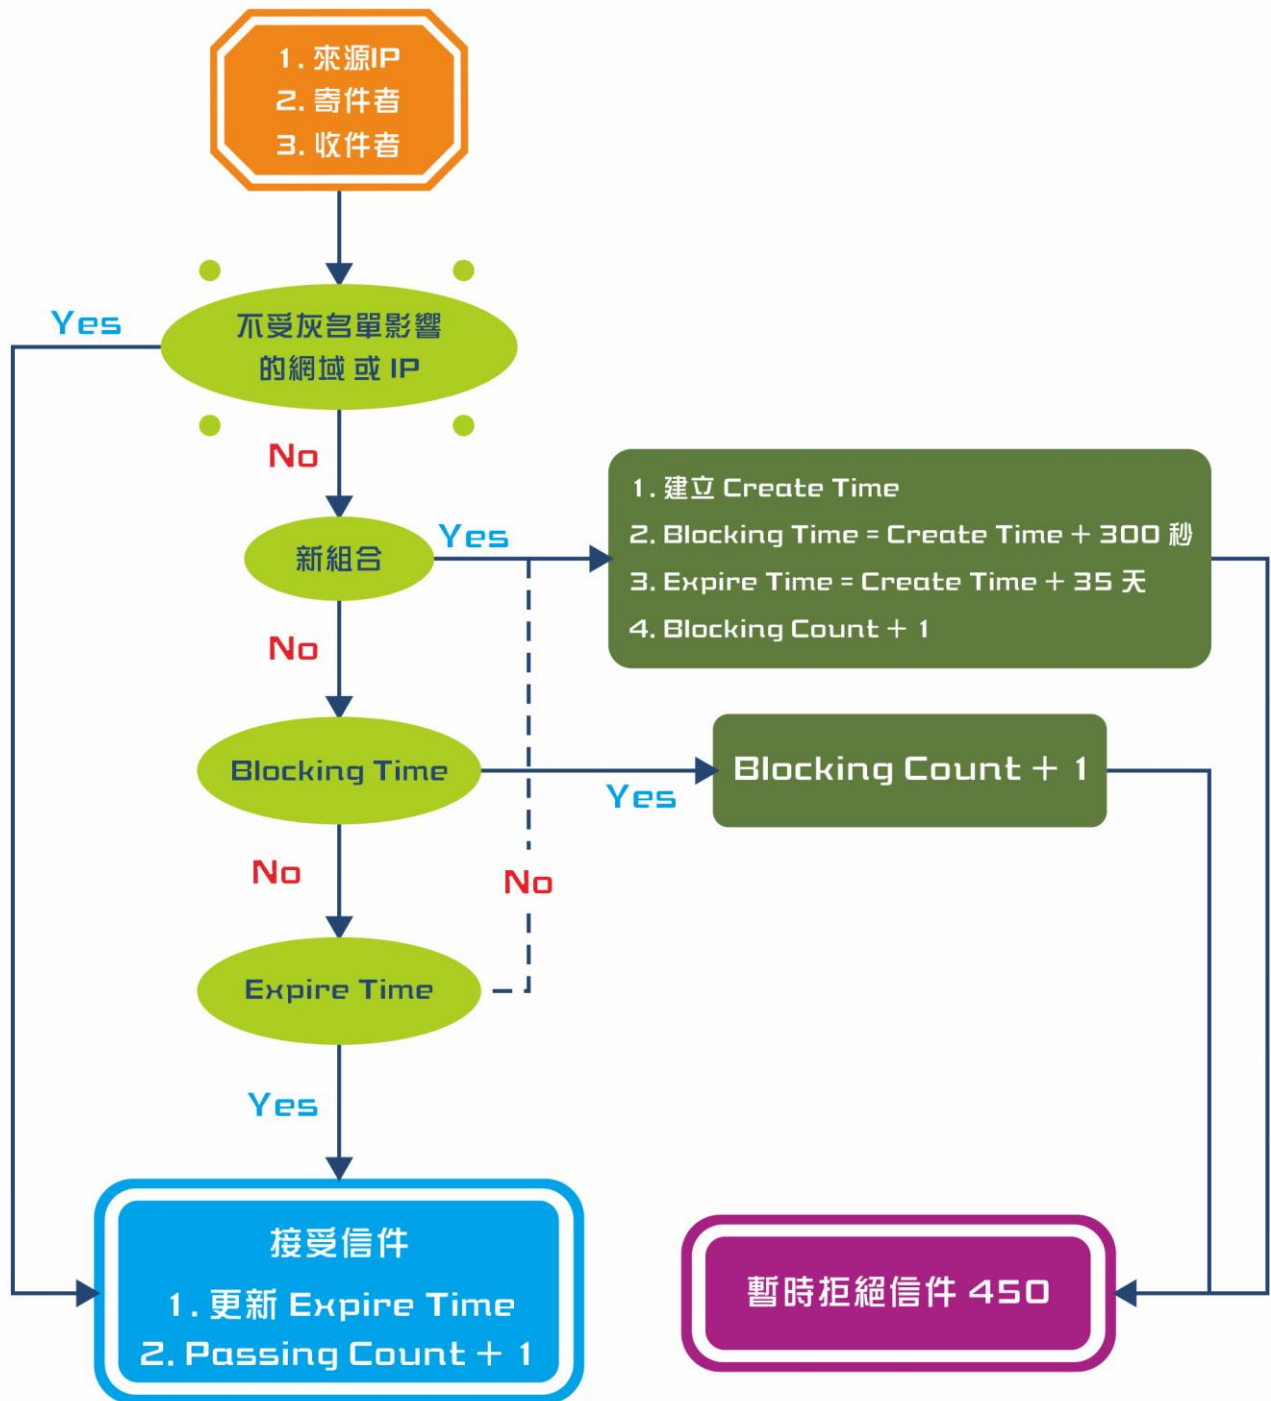 1. 來源IP
2. 寄件者
3. 收件者
Yes
不受灰名單影響
的網域 或 IP
No
新組合
Yes
1. 建立 Create Time
2. Blocking Time = Create Time + 300 秒
3. Expire Time = Create Time + 35 天
4. Blocking Count + 1
No
Blocking Time
Yes
Blocking Count + 1
No
No
Expire Time
Yes
接受信件
1. 更新 Expire Time
2. Passing Count + 1
暫時拒絕信件 450